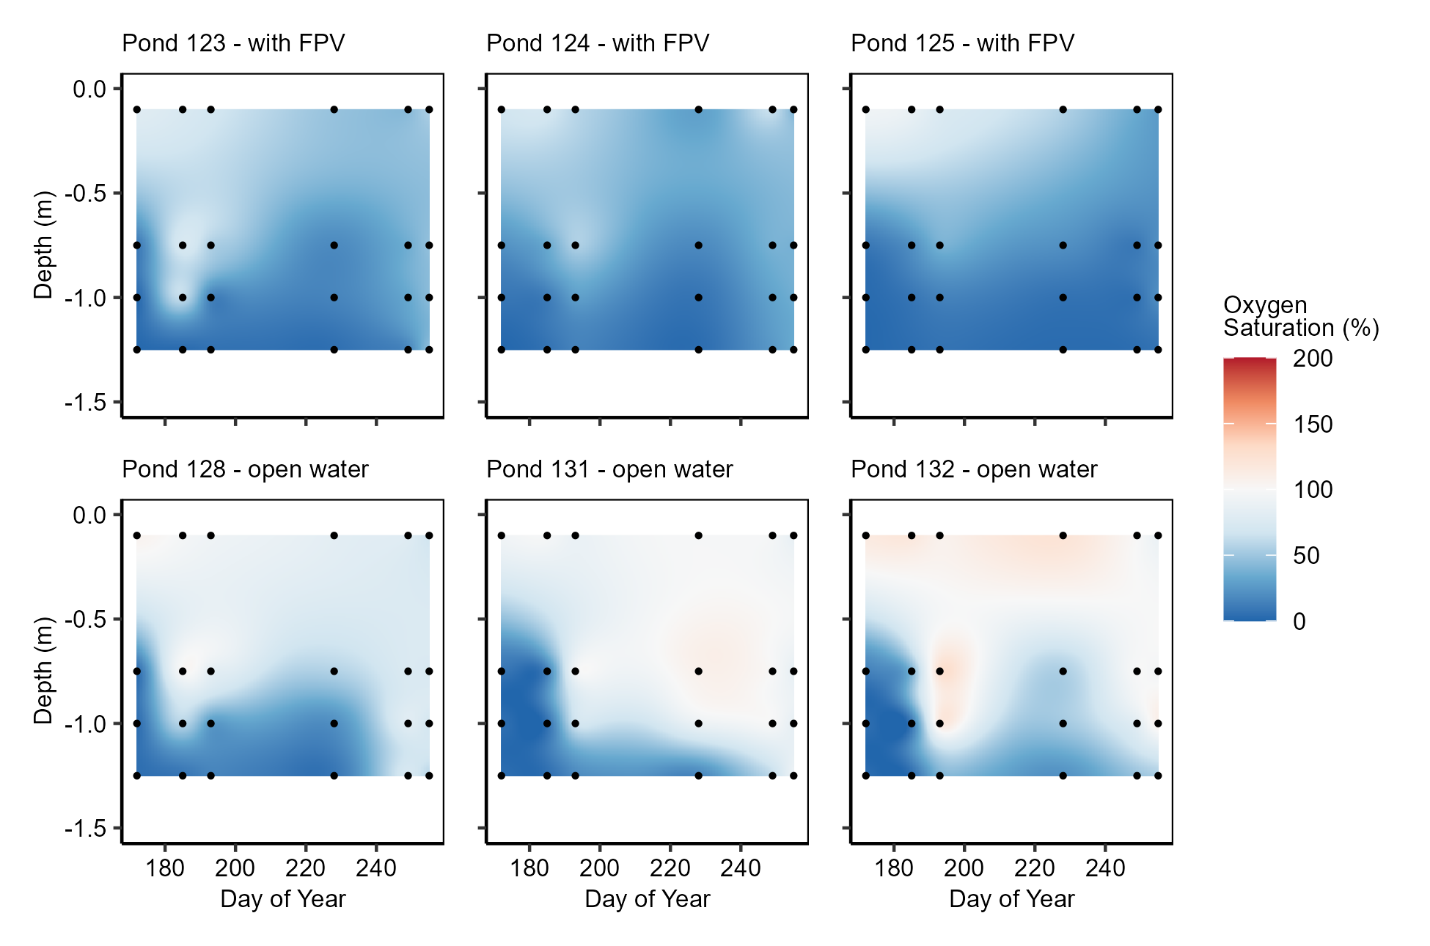 Pond 123 - with FPV
Pond 124 - with FPV
Pond 125 - with FPV
0.0
-0.5
-1.0
-1.5
Depth (m)
Pond 128 - open water
Pond 131 - open water
Pond 132 - open water
0.0
-0.5
-1.0
-1.5
Depth (m)
180 200 220 240
180 200 220 240
180 200 220 240
Day of Year
Day of Year
Day of Year
Oxygen
Saturation (%)
200
150
100
50
0